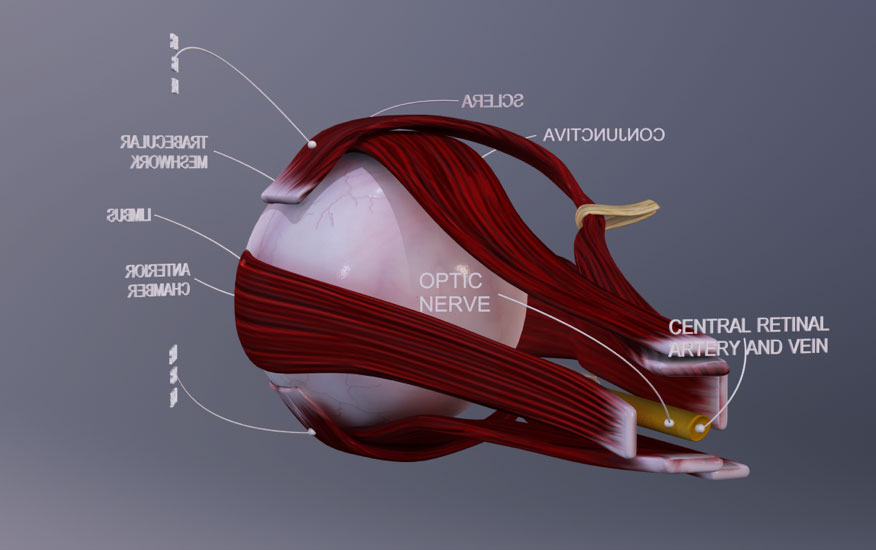 SCLERA
CONJUNCTIVA
TRABECULAR
MESHWORK
LIMBUS
ANTERIOR
CHAMBER
OPTIC
NERVE
CENTRAL RETINAL
ARTERY AND VEIN